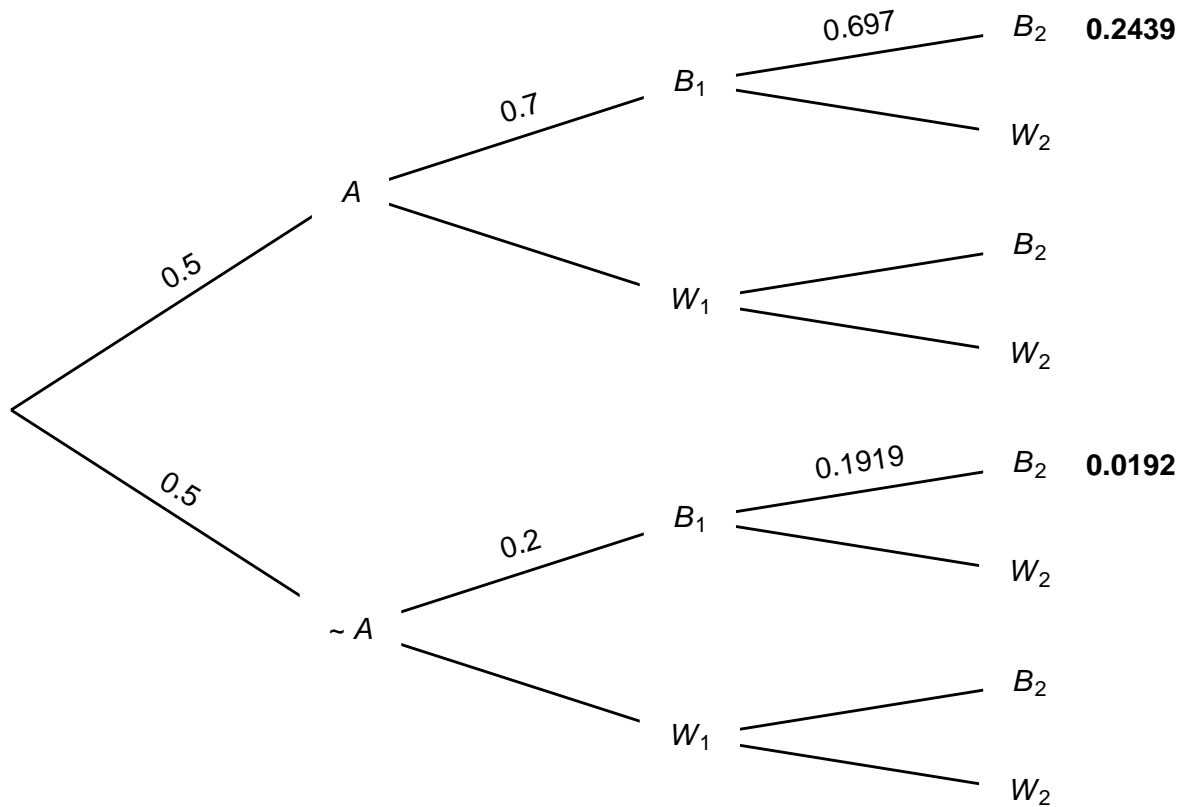 0.697
B₂ 0.2439
0.7
B₁
W₂
A
0.5
B₂
W₁
W₂
0.1919
B₂ 0.0192
0.5
B₁
0.2
W₂
~ A
B₂
W₁
W₂